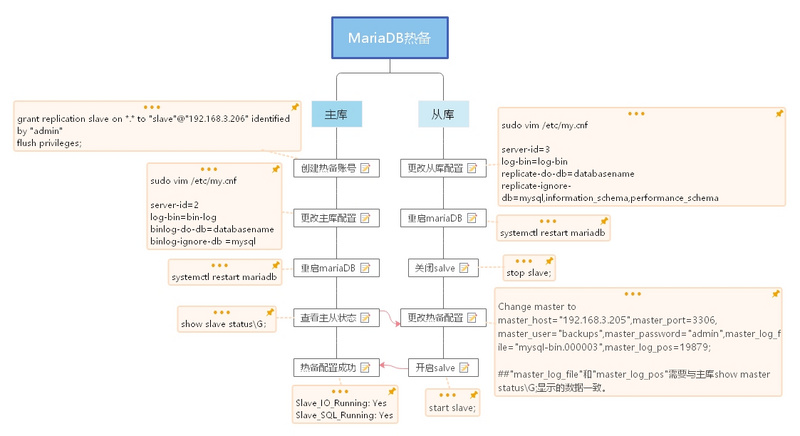 MariaDB热备
主库
grant replication slave on *.* to "slave"@"192.168.3.206" identified
by "admin"
flush privileges;
创建热备账号
sudo vim /etc/my.cnf
server-id=2
log-bin=bin-log
binlog-do-db=databasename
binlog-ignore-db =mysql
更改主库配置
systemctl restart mariadb
重启mariaDB
show slave status\G;
查看主从状态
热备配置成功
Slave_IO_Running: Yes
Slave_SQL_Running: Yes
从库
sudo vim /etc/my.cnf
server-id=3
log-bin=log-bin
replicate-do-db=databasename
replicate-ignore-
db=mysql,information_schema,performance_schema
更改从库配置
重启mariaDB
systemctl restart mariadb
关闭salve
stop slave;
更改热备配置
Change master to
master_host="192.168.3.205",master_port=3306,
master_user="backups",master_password="admin",master_log_f
ile="mysql-bin.000003",master_log_pos=19879;
##"master_log_file"和"master_log_pos"需要与主库show master
status\G;显示的数据一致。
开启salve
start slave;